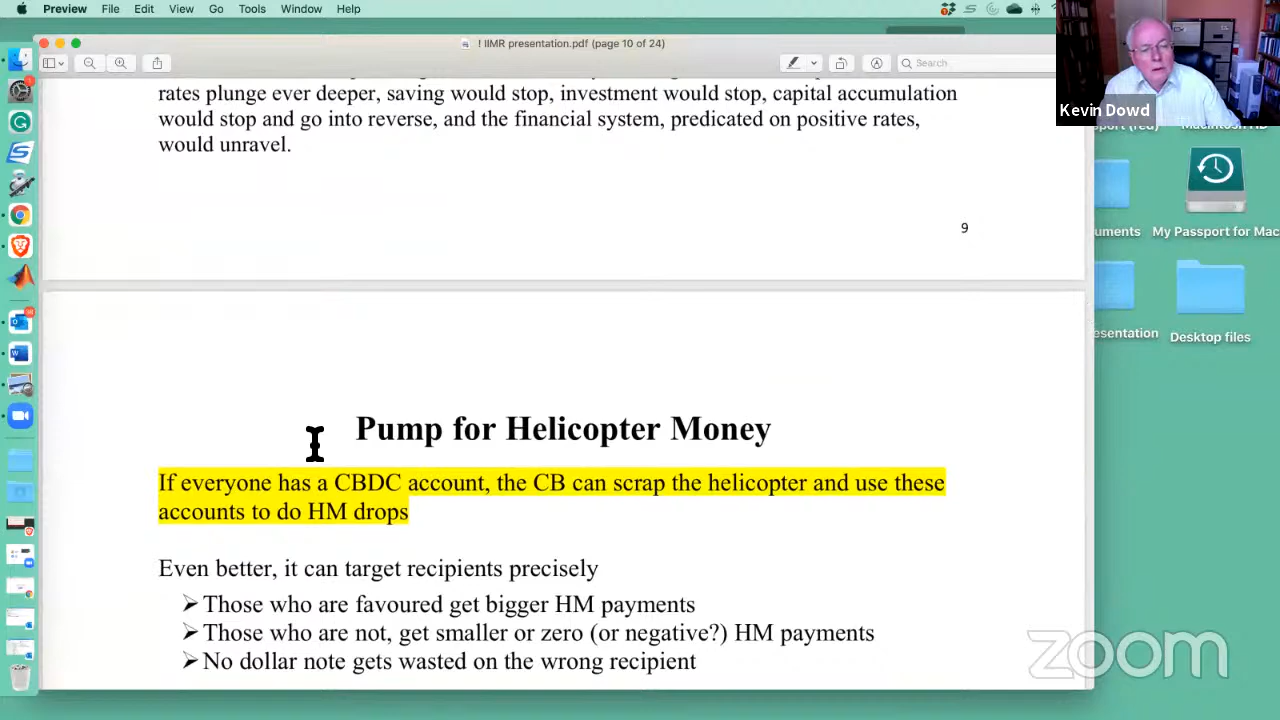 Preview File Edit View Go Tools Window Help
! IIMR presentation.pdf (page 10 of 24)
Search
Kevin Dowd
rates plunge ever deeper, saving would stop, investment would stop, capital accumulation
would stop and go into reverse, and the financial system, predicated on positive rates,
would unravel.
9
Pump for Helicopter Money
If everyone has a CBDC account, the CB can scrap the helicopter and use these
accounts to do HM drops
Even better, it can target recipients precisely
➢ Those who are favoured get bigger HM payments
➢ Those who are not, get smaller or zero (or negative?) HM payments
➢ No dollar note gets wasted on the wrong recipient
My Passport for Mac
Desktop files
zoom